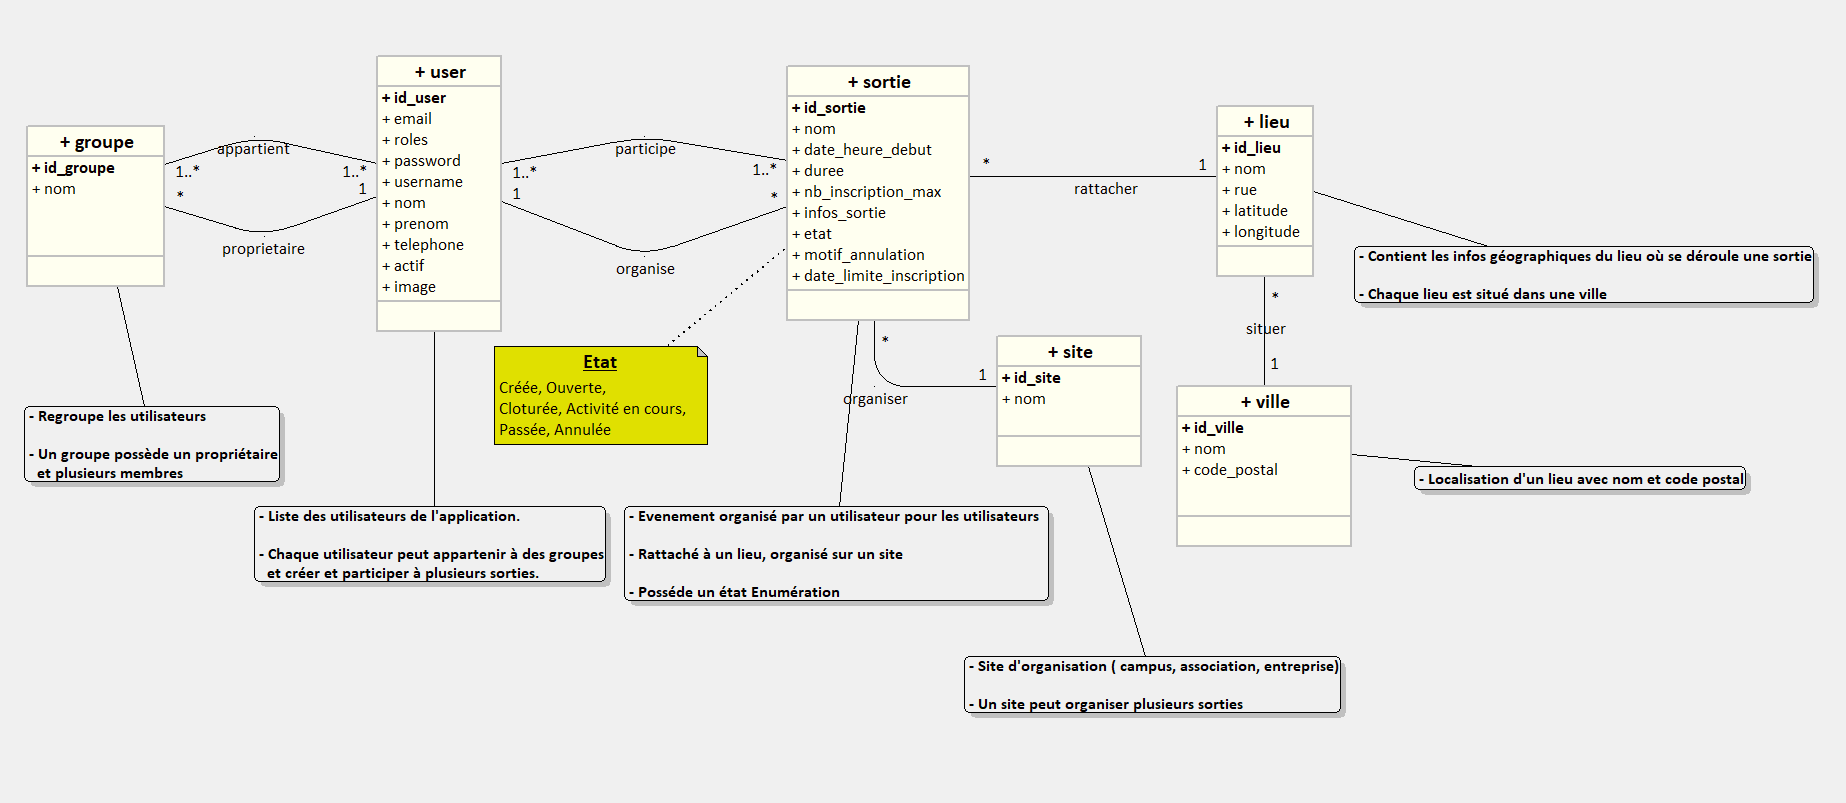 + groupe
+ id_groupe
+ nom
appartient
1..*
1..*
*
1
proprietaire
+ user
+ id_user
+ email
+ roles
+ password
+ username
+ nom
+ prenom
+ telephone
+ actif
+ image
participe
1..*
1..*
1
*
organise
+ sortie
+ id_sortie
+ nom
+ date_heure_debut
+ duree
+ nb_inscription_max
+ infos_sortie
+ etat
+ motif_annulation
+ date_limite_inscription
*
1
rattacher
+ lieu
+ id_lieu
+ nom
+ rue
+ latitude
+ longitude
- Contient les infos géographiques du lieu où se déroule une sortie
- Chaque lieu est situé dans une ville
*
situer
1
Etat
Créée, Ouverte,
Cloturée, Activité en cours,
Passée, Annulée
*
1
organiser
+ site
+ id_site
+ nom
+ ville
+ id_ville
+ nom
+ code_postal
- Regroupe les utilisateurs
- Un groupe possède un propriétaire
et plusieurs membres
- Liste des utilisateurs de l'application.
- Chaque utilisateur peut appartenir à des groupes
et créer et participer à plusieurs sorties.
- Evenement organisé par un utilisateur pour les utilisateurs
- Rattaché à un lieu, organisé sur un site
- Posséde un état Enumération
- Localisation d'un lieu avec nom et code postal
- Site d'organisation ( campus, association, entreprise)
- Un site peut organiser plusieurs sorties